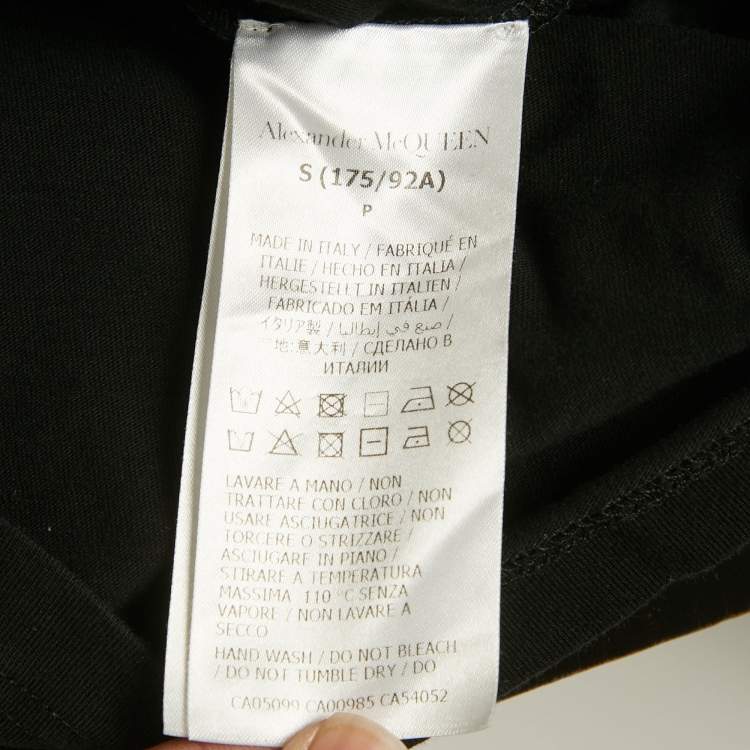 Alexander McQUEEN
S (175/92A)
P
MADE IN ITALY / FABRIQUÉ EN
ITALIE / HECHO EN ITALIA /
HERGESTELLT IN ITALIEN /
FABRICADO EM ITÁLIA /
イタリア製 / صنع في إيطاليا /
地:意大利 / СДЕЛАНО В
ИТАЛИИ
LAVARE A MANO / NON
TRATTARE CON CLORO / NON
USARE ASCIUGATRICE / NON
TORCERE O STRIZZARE /
ASCIUGARE IN PIANO /
STIRARE A TEMPERATURA
MASSIMA 110 °C SENZA
VAPORE / NON LAVARE A
SECCO
HAND WASH / DO NOT BLEACH
/ DO NOT TUMBLE DRY / DO
CA05099 CA00985 CA54052